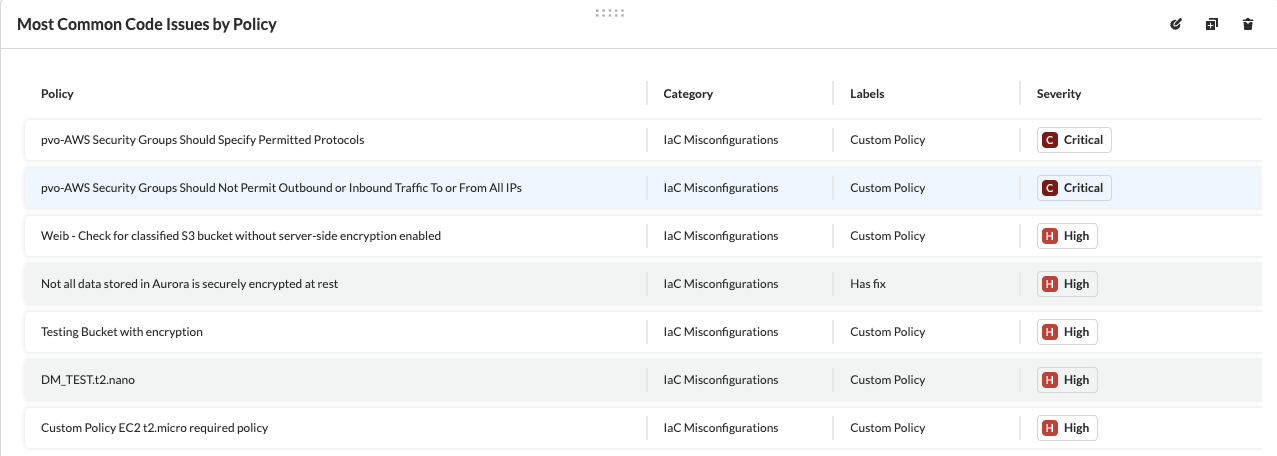 Most Common Code Issues by Policy
Policy Category Labels Severity
pvo-AWS Security Groups Should Specify Permitted Protocols IaC Misconfigurations Custom Policy C Critical
pvo-AWS Security Groups Should Not Permit Outbound or Inbound Traffic To or From All IPs IaC Misconfigurations Custom Policy C Critical
Weib - Check for classified S3 bucket without server-side encryption enabled IaC Misconfigurations Custom Policy H High
Not all data stored in Aurora is securely encrypted at rest IaC Misconfigurations Has fix H High
Testing Bucket with encryption IaC Misconfigurations Custom Policy H High
DM_TEST.t2.nano IaC Misconfigurations Custom Policy H High
Custom Policy EC2 t2.micro required policy IaC Misconfigurations Custom Policy H High